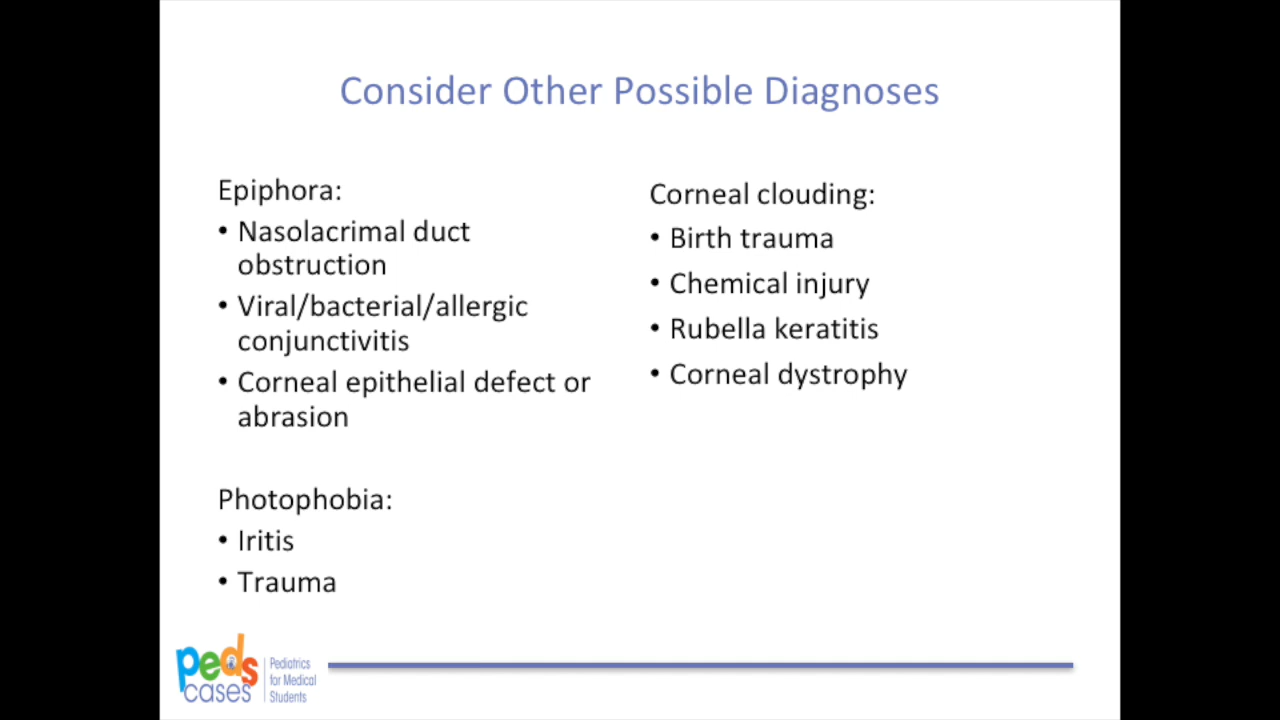 Consider Other Possible Diagnoses
Epiphora:
• Nasolacrimal duct
obstruction
• Viral/bacterial/allergic
conjunctivitis
• Corneal epithelial defect or
abrasion
Photophobia:
• Iritis
• Trauma
Corneal clouding:
• Birth trauma
• Chemical injury
• Rubella keratitis
• Corneal dystrophy
peds
cases
Pediatrics
for Medical
Students